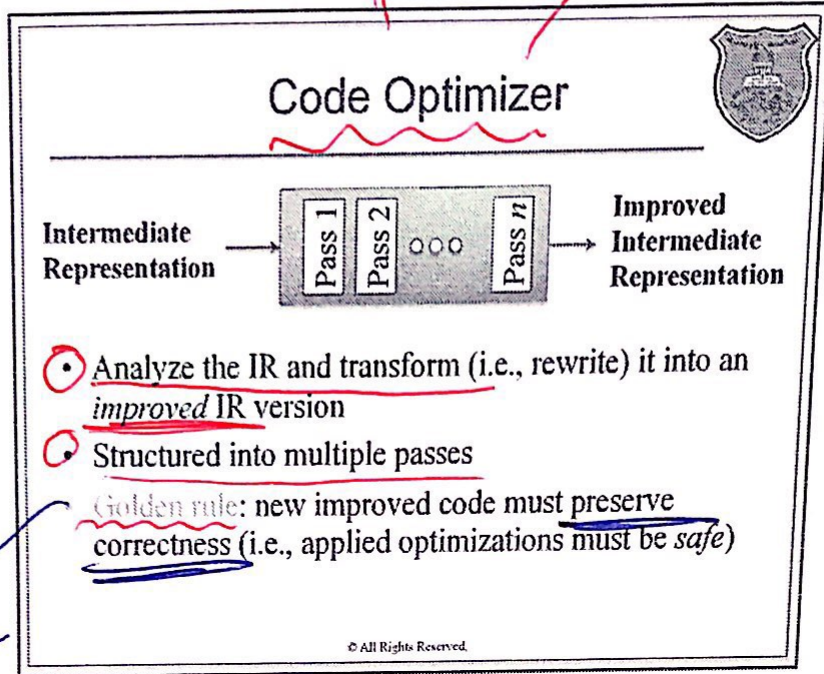 Code Optimizer
Intermediate
Representation
Pass 1
Pass 2
ooo
Pass n
Improved
Intermediate
Representation
• Analyze the IR and transform (i.e., rewrite) it into an
improved IR version
• Structured into multiple passes
Golden rule: new improved code must preserve
correctness (i.e., applied optimizations must be safe)
© All Rights Reserved.